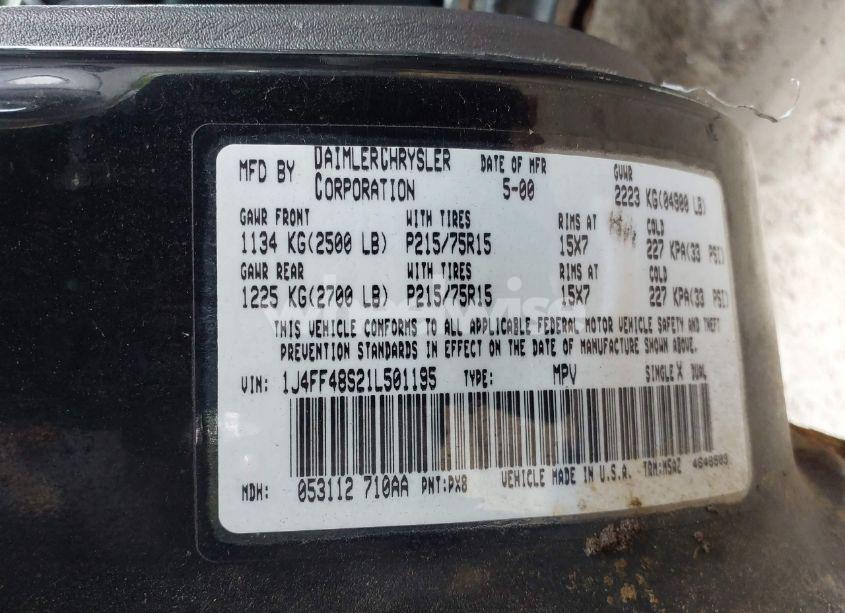 MFD BY DAIMLERCHRYSLER CORPORATION DATE OF MFR 5-00 GVWR 2223 KG(04900 LB)
GAWR FRONT WITH TIRES RIMS AT COLD
1134 KG(2500 LB) P215/75R15 15X7 227 KPA(33 PSI)
GAWR REAR WITH TIRES RIMS AT COLD
1225 KG(2700 LB) P215/75R15 15X7 227 KPA(33 PSI)
THIS VEHICLE CONFORMS TO ALL APPLICABLE FEDERAL MOTOR VEHICLE SAFETY AND THEFT
PREVENTION STANDARDS IN EFFECT ON THE DATE OF MANUFACTURE SHOWN ABOVE.
VIN: 1J4FF48S21L501195 TYPE: MPV SINGLE X DUAL
MDH: 053112 710AA PNT:PX8 VEHICLE MADE IN U.S.A. TRM:MSAZ